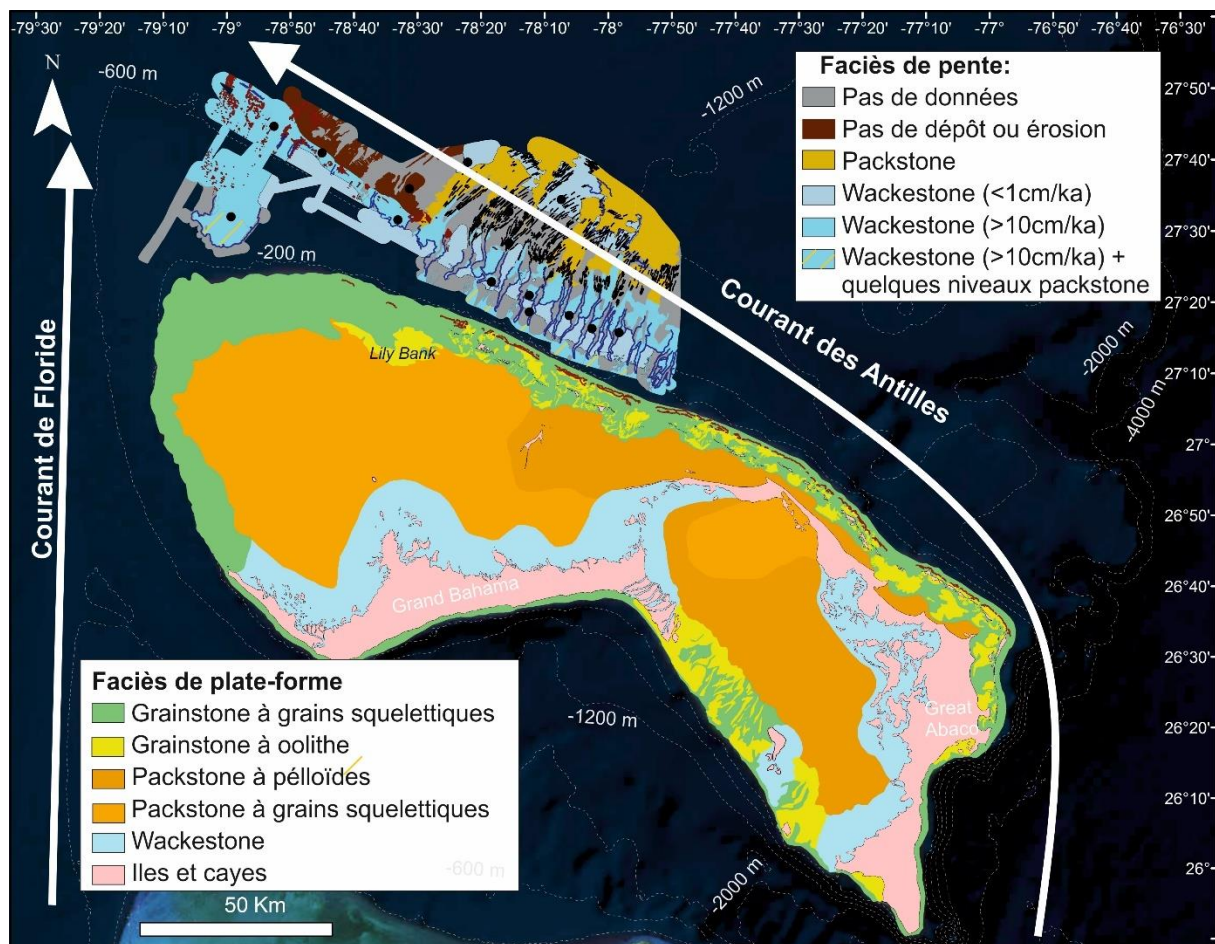 -79°30' -79°20' -79°10' -79° -78°50' -78°40' -78°30' -78°20' -78°10' -78° -77°50' -77°40' -77°30' -77°20' -77°10' -77° -76°50' -76°40' -76°30'
N
-600 m
-1200 m
Faciès de pente:
Pas de données
Pas de dépôt ou érosion
Packstone
Wackestone (<1cm/ka)
Wackestone (>10cm/ka)
Wackestone (>10cm/ka) +
quelques niveaux packstone
27°50'
27°40'
27°30'
27°20'
27°10'
27°
26°50'
26°40'
26°30'
26°20'
26°10'
26°
-200 m
Courant des Antilles
-2000 m
-4000 m
Lily Bank
Courant de Floride
Grand Bahama
Great
Abaco
-1200 m
-2000 m
Faciès de plate-forme
Grainstone à grains squelettiques
Grainstone à oolithe
Packstone à pélloïdes
Packstone à grains squelettiques
Wackestone
Iles et cayes
-600 m
50 Km